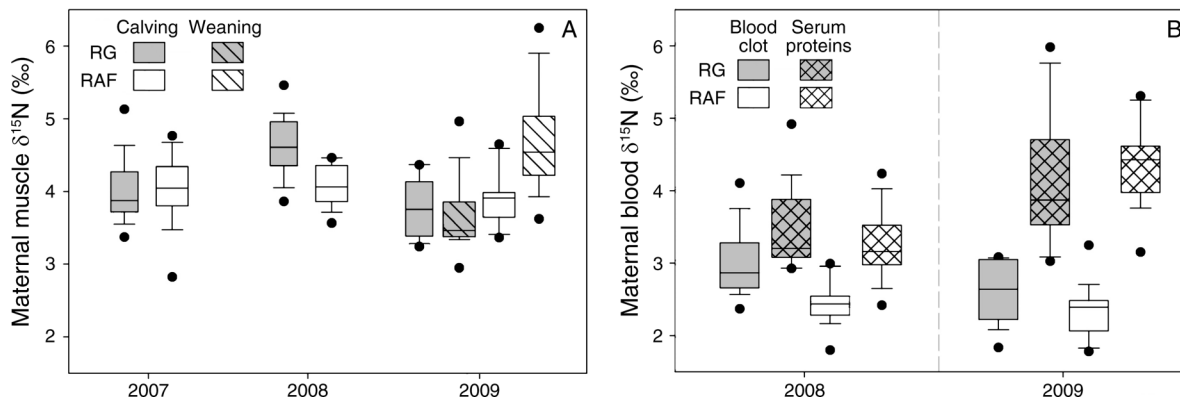 Calving Weaning
RG
RAF
A
Maternal muscle δ¹⁵N (‰)
6
5
4
3
2
2007 2008 2009
Blood clot Serum proteins
RG
RAF
B
Maternal blood δ¹⁵N (‰)
6
5
4
3
2
2008 2009